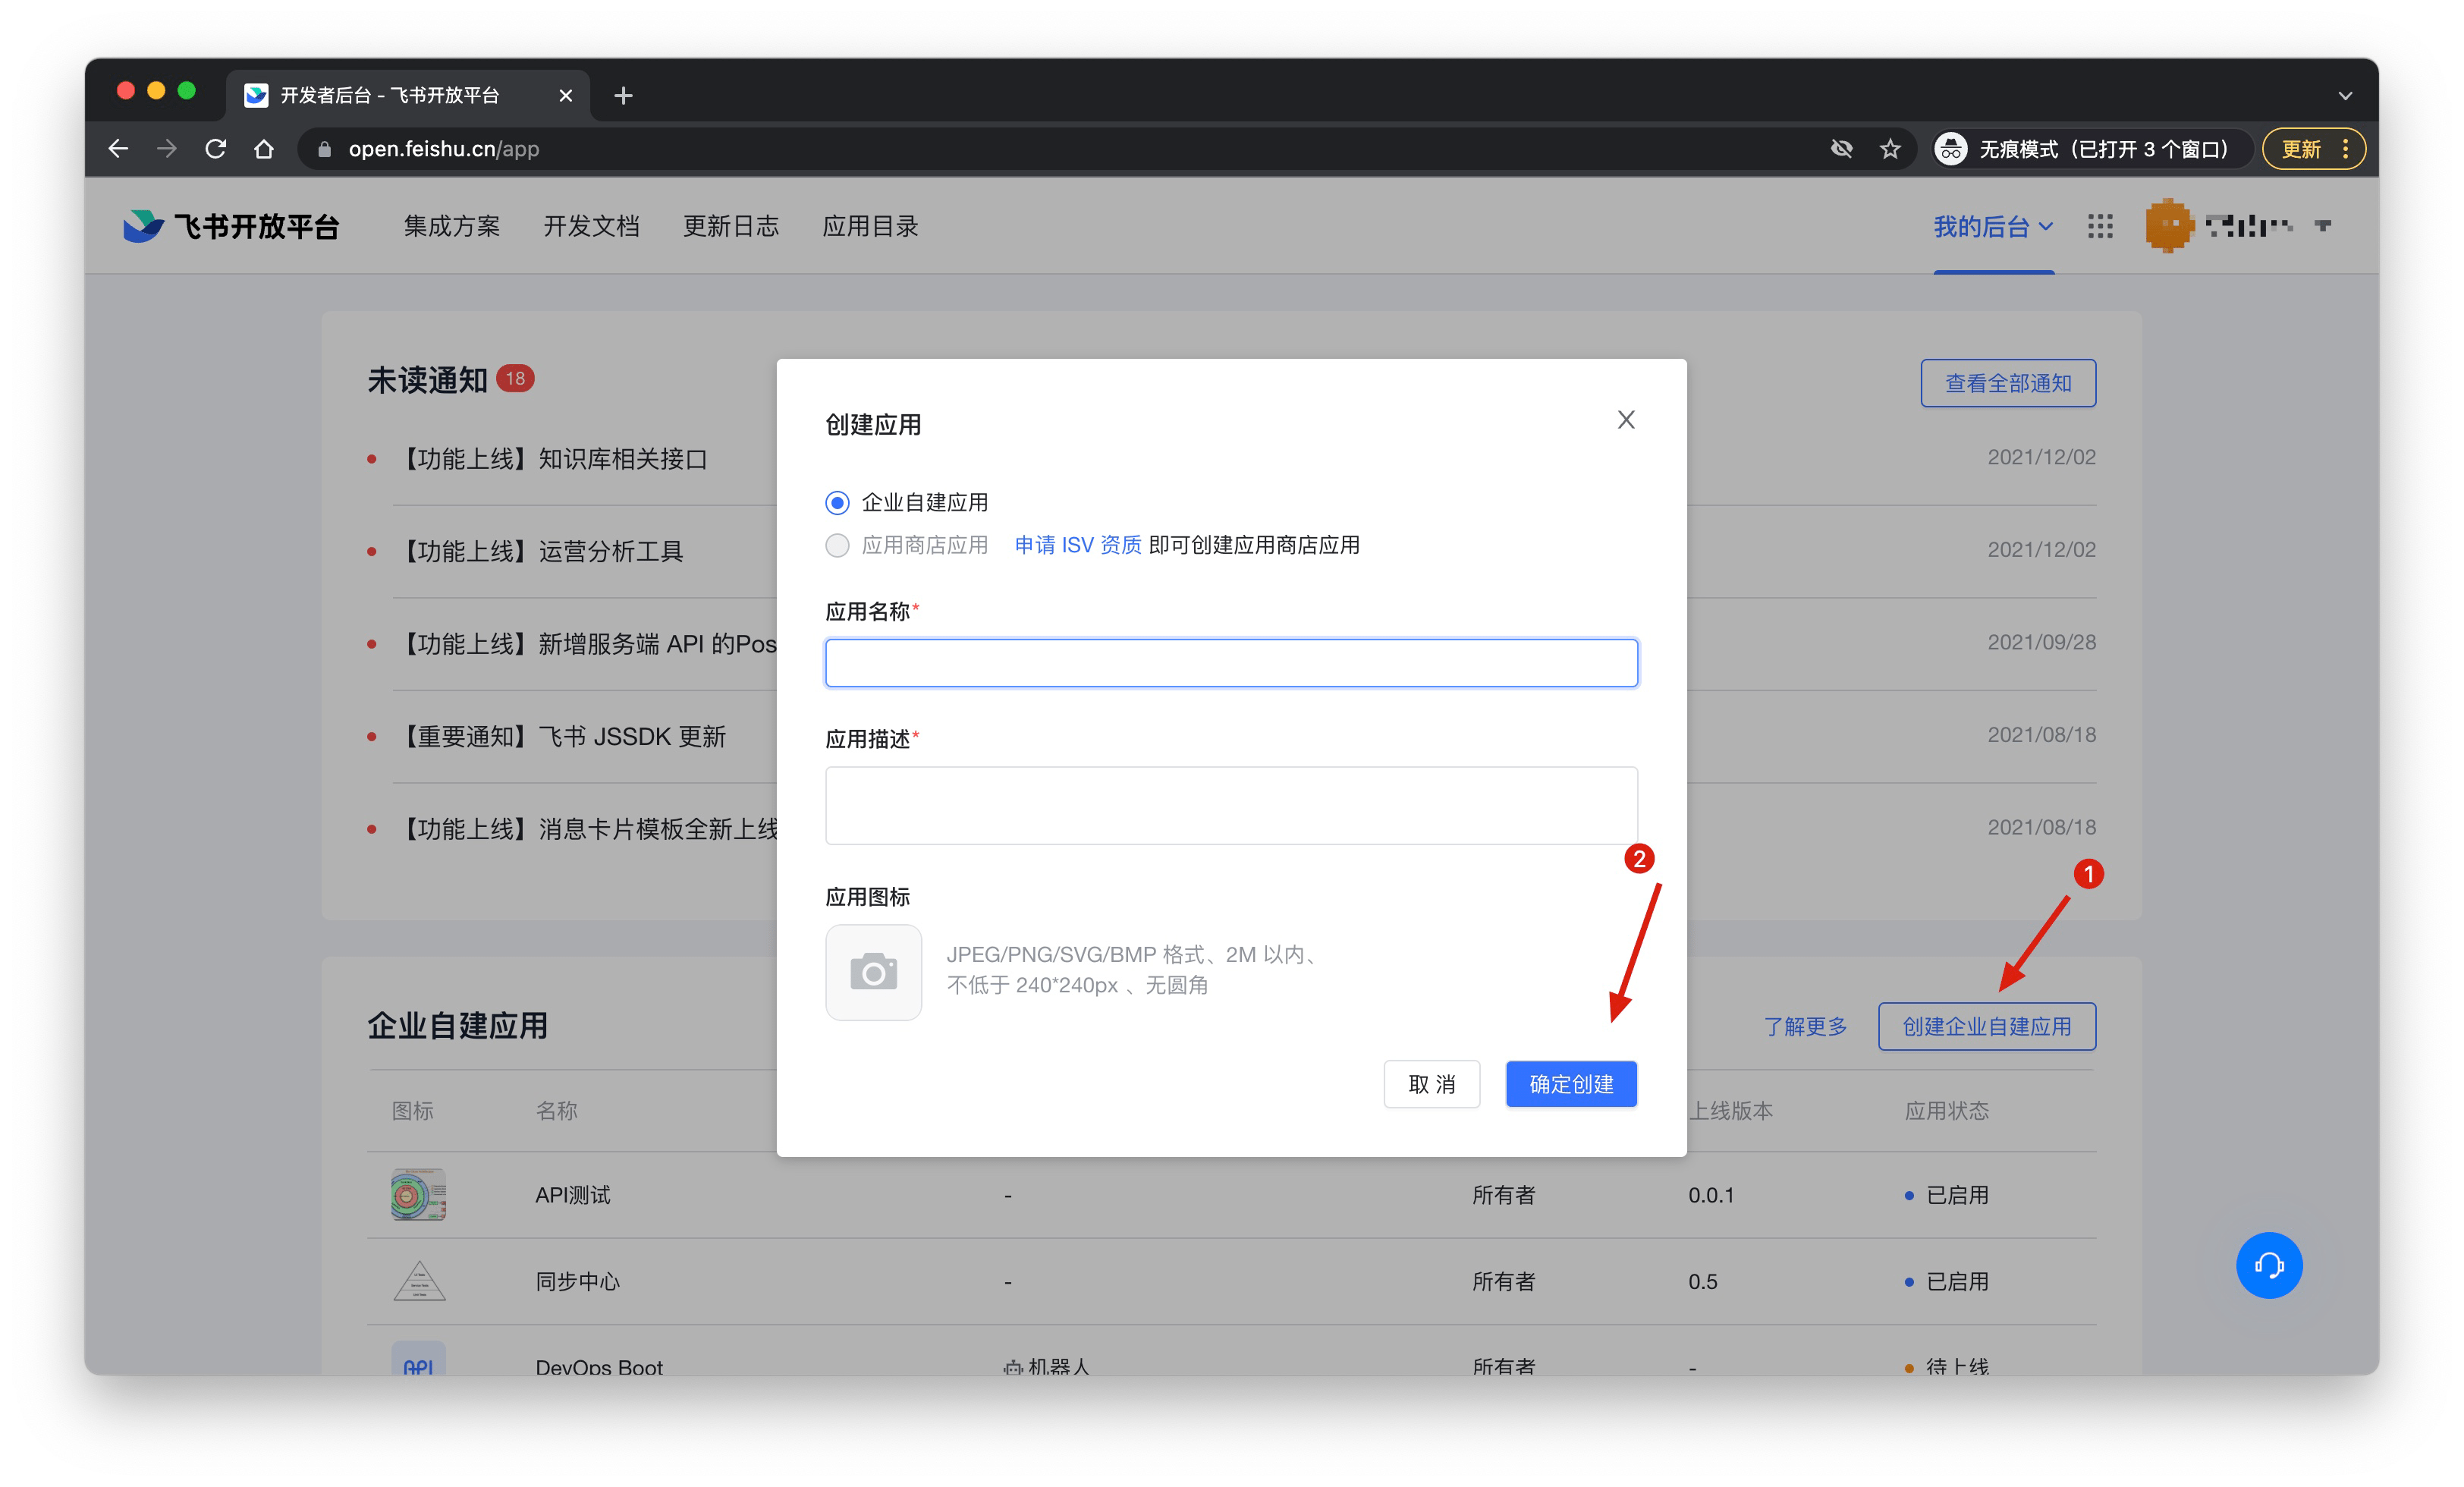 开发者后台 - 飞书开放平台
open.feishu.cn/app
无痕模式（已打开 3 个窗口）
更新
飞书开放平台
集成方案
开发文档
更新日志
应用目录
我的后台
未读通知 18
查看全部通知
【功能上线】知识库相关接口
2021/12/02
【功能上线】运营分析工具
2021/12/02
【功能上线】新增服务端 API 的Pos
2021/09/28
【重要通知】飞书 JSSDK 更新
2021/08/18
【功能上线】消息卡片模板全新上线
2021/08/18
创建应用
企业自建应用
应用商店应用 申请 ISV 资质 即可创建应用商店应用
应用名称*
应用描述*
2
1
应用图标
JPEG/PNG/SVG/BMP 格式、2M 以内、
不低于 240*240px 、无圆角
取 消
确定创建
企业自建应用
了解更多
创建企业自建应用
图标
名称
上线版本
应用状态
API测试
-
所有者
0.0.1
已启用
同步中心
-
所有者
0.5
已启用
API
DevOps Boot
机器人
所有者
-
待上线